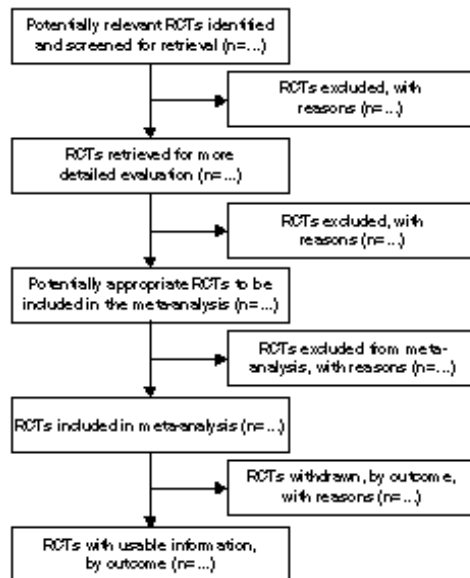 Potentially relevant RCTs identified
and screened for retrieval (n=...)
RCTs excluded, with
reasons (n=...)
RCTs retrieved for more
detailed evaluation (n=...)
RCTs excluded, with
reasons (n=...)
Potentially appropriate RCTs to be
included in the meta-analysis (n=...)
RCTs excluded from meta-
analysis, with reasons (n=...)
RCTs included in meta-analysis (n=...)
RCTs withdrawn, by outcome,
with reasons (n=...)
RCTs with usable information,
by outcome (n=...)